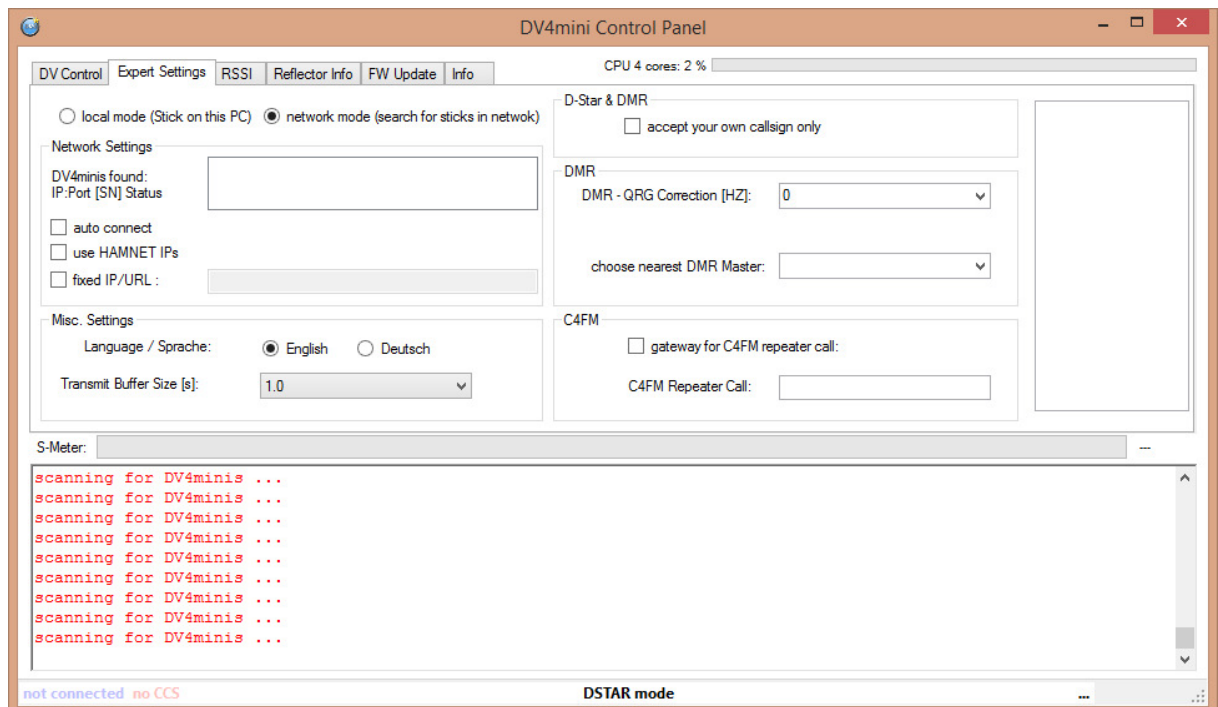 DV4mini Control Panel
DV Control
Expert Settings
RSSI
Reflector Info
FW Update
Info
CPU 4 cores: 2 %
local mode (Stick on this PC)
network mode (search for sticks in netwok)
Network Settings
DV4minis found:
IP:Port [SN] Status
auto connect
use HAMNET IPs
fixed IP/URL :
Misc. Settings
Language / Sprache:
English
Deutsch
Transmit Buffer Size [s]:
1.0
D-Star & DMR
accept your own callsign only
DMR
DMR - QRG Correction [HZ]:
0
choose nearest DMR Master:
C4FM
gateway for C4FM repeater call:
C4FM Repeater Call:
S-Meter:
---
scanning for DV4minis ...
scanning for DV4minis ...
scanning for DV4minis ...
scanning for DV4minis ...
scanning for DV4minis ...
scanning for DV4minis ...
scanning for DV4minis ...
scanning for DV4minis ...
scanning for DV4minis ...
not connected no CCS
DSTAR mode
...